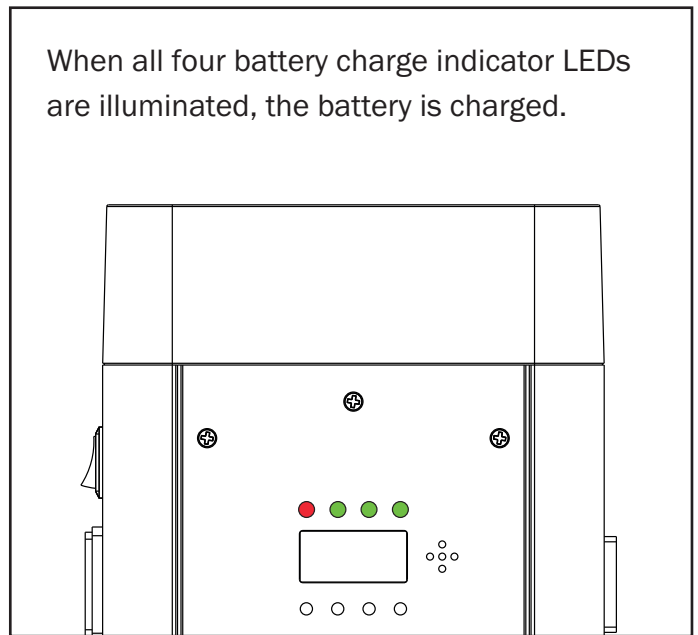 When all four battery charge indicator LEDs
are illuminated, the battery is charged.